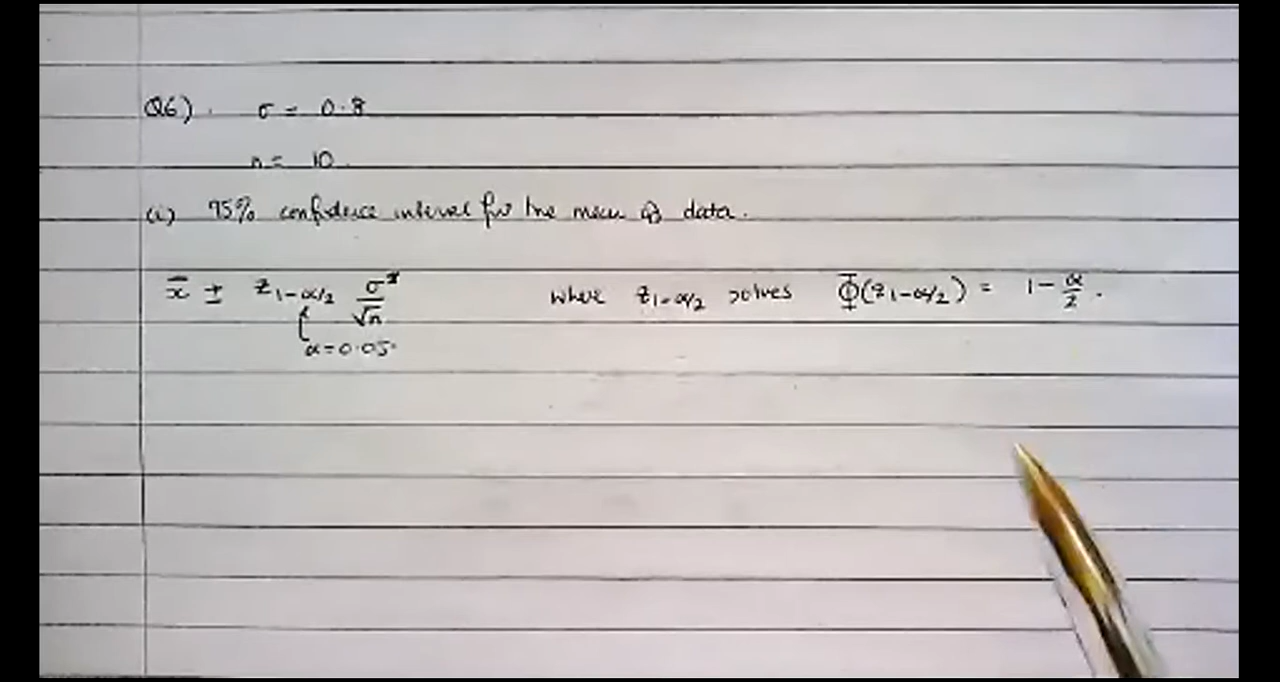 Q6). σ = 0.8
n = 10.
(i) 95% confidence interval for the mean of data.
x̄ ± z₁₋α/₂ σ/√n where z₁₋α/₂ solves Φ(z₁₋α/₂) = 1 - α/2.
α = 0.05